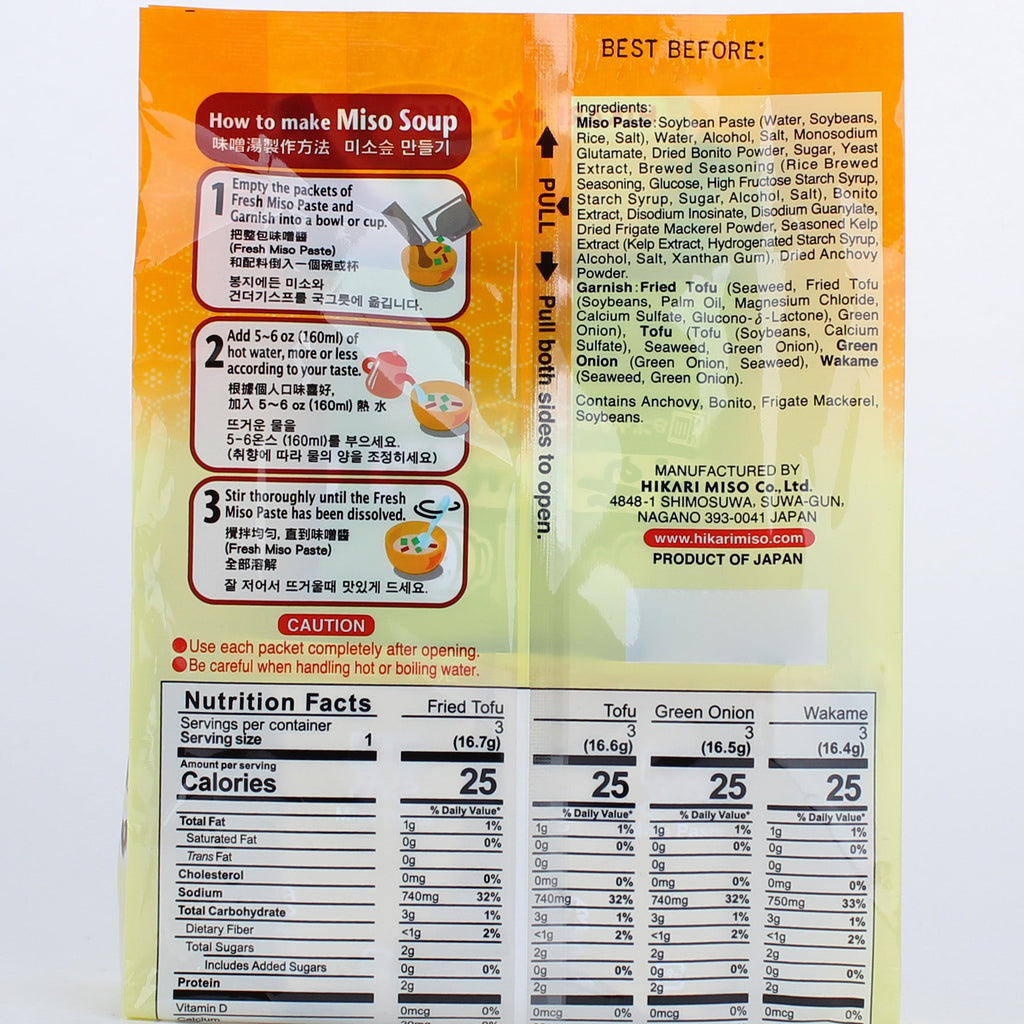 BEST BEFORE:
How to make Miso Soup
味噌湯製作方法 미소숲 만들기
1 Empty the packets of
Fresh Miso Paste and
Garnish into a bowl or cup.
把整包味噌醬
(Fresh Miso Paste)
和配料倒入一個碗或杯
봉지에든 미소와
건더기스프를 국그릇에 옮깁니다.
2 Add 5~6 oz (160ml) of
hot water, more or less
according to your taste.
根據個人口味喜好,
加入 5~6 oz (160ml) 熱 水
뜨거운 물을
5-6온스 (160ml)를 부으세요.
(취향에 따라 물의 양을 조정히세요)
3 Stir thoroughly until the Fresh
Miso Paste has been dissolved.
攪拌均勻, 直到味噌醬
(Fresh Miso Paste)
全部溶解
잘 저어서 뜨거울때 맛있게 드세요.
CAUTION
Use each packet completely after opening.
Be careful when handling hot or boiling water.
PULL
Pull both sides to open.
Ingredients:
Miso Paste: Soybean Paste (Water, Soybeans,
Rice, Salt), Water, Alcohol, Salt, Monosodium
Glutamate, Dried Bonito Powder, Sugar, Yeast
Extract, Brewed Seasoning (Rice Brewed
Seasoning, Glucose, High Fructose Starch Syrup,
Starch Syrup, Sugar, Alcohol, Salt), Bonito
Extract, Disodium Inosinate, Disodium Guanylate,
Dried Frigate Mackerel Powder, Seasoned Kelp
Extract (Kelp Extract, Hydrogenated Starch Syrup,
Alcohol, Salt, Xanthan Gum), Dried Anchovy
Powder.
Garnish: Fried Tofu (Seaweed, Fried Tofu
(Soybeans, Palm Oil, Magnesium Chloride,
Calcium Sulfate, Glucono-δ-Lactone), Green
Onion), Tofu (Tofu (Soybeans, Calcium
Sulfate), Seaweed, Green Onion), Green
Onion (Green Onion, Seaweed), Wakame
(Seaweed, Green Onion).
Contains Anchovy, Bonito, Frigate Mackerel,
Soybeans.
MANUFACTURED BY
HIKARI MISO Co., Ltd.
4848-1 SHIMOSUWA, SUWA-GUN,
NAGANO 393-0041 JAPAN
www.hikarimiso.com
PRODUCT OF JAPAN
Nutrition Facts Fried Tofu Tofu Green Onion Wakame
Servings per container 3 3 3 3
Serving size 1 (16.7g) (16.6g) (16.5g) (16.4g)
Amount per serving
Calories 25 25 25 25
% Daily Value* % Daily Value* % Daily Value* % Daily Value*
Total Fat 1g 1% 1g 1% 1g 1% 1g 1%
Saturated Fat 0g 0% 0g 0% 0g 0% 0g 0%
Trans Fat 0g 0g 0g 0g
Cholesterol 0mg 0% 0mg 0% 0mg 0% 0mg 0%
Sodium 740mg 32% 740mg 32% 740mg 32% 750mg 33%
Total Carbohydrate 3g 1% 3g 1% 3g 1% 3g 1%
Dietary Fiber <1g 2% <1g 2% <1g 2% <1g 2%
Total Sugars 2g 2g 2g 2g
Includes Added Sugars 0g 0% 0g 0% 0g 0% 0g 0%
Protein 2g 2g 2g 2g
Vitamin D 0mcg 0% 0mcg 0% 0mcg 0% 0mcg 0%